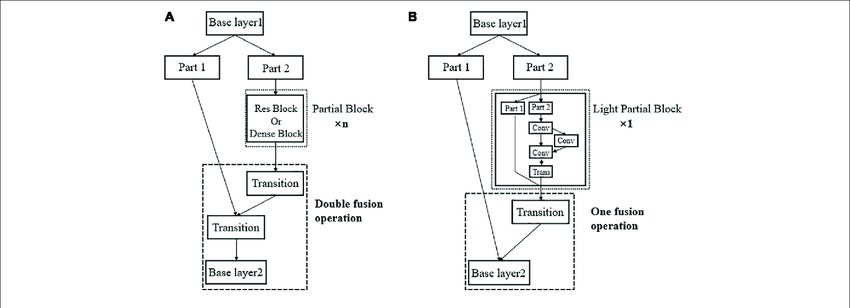 A
Base layer1
Part 1
Part 2
Res Block
Or
Dense Block
Partial Block
×n
Transition
Double fusion
operation
Transition
Base layer2
B
Base layer1
Part 1
Part 2
Part 1
Part 2
Conv
Conv
Conv
Trans
Light Partial Block
×1
Transition
One fusion
operation
Base layer2